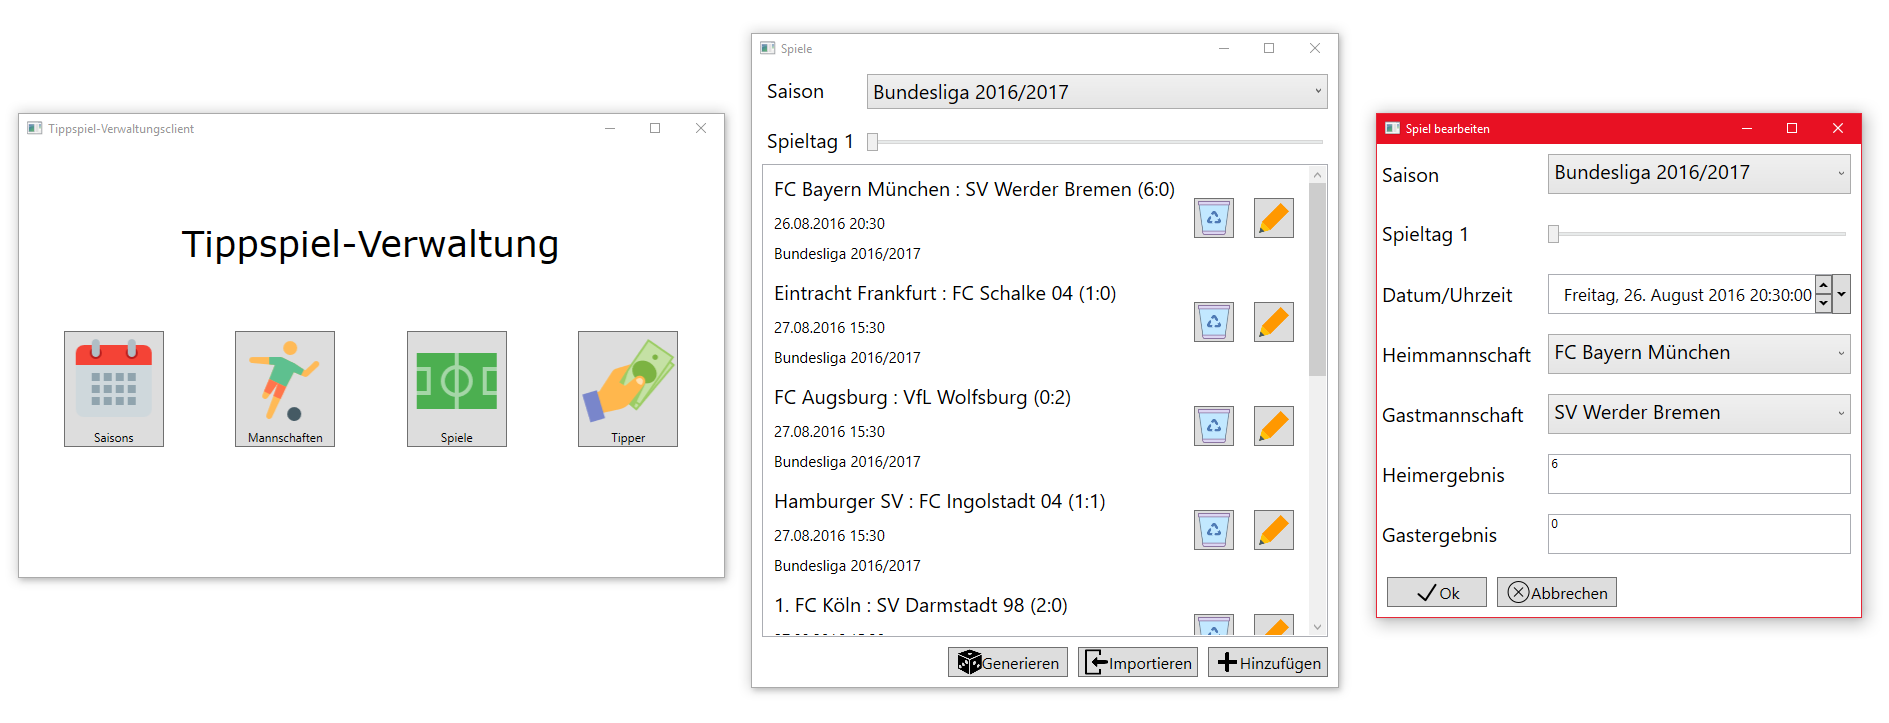 Tippspiel-Verwaltungsclient
Tippspiel-Verwaltung
Saisons
Mannschaften
Spiele
Tipper
Spiele
Saison
Bundesliga 2016/2017
Spieltag 1
FC Bayern München : SV Werder Bremen (6:0)
26.08.2016 20:30
Bundesliga 2016/2017
Eintracht Frankfurt : FC Schalke 04 (1:0)
27.08.2016 15:30
Bundesliga 2016/2017
FC Augsburg : VfL Wolfsburg (0:2)
27.08.2016 15:30
Bundesliga 2016/2017
Hamburger SV : FC Ingolstadt 04 (1:1)
27.08.2016 15:30
Bundesliga 2016/2017
1. FC Köln : SV Darmstadt 98 (2:0)
Generieren
Importieren
Hinzufügen
Spiel bearbeiten
Saison
Bundesliga 2016/2017
Spieltag 1
Datum/Uhrzeit
Freitag, 26. August 2016 20:30:00
Heimmannschaft
FC Bayern München
Gastmannschaft
SV Werder Bremen
Heimergebnis
6
Gastergebnis
0
Ok
Abbrechen